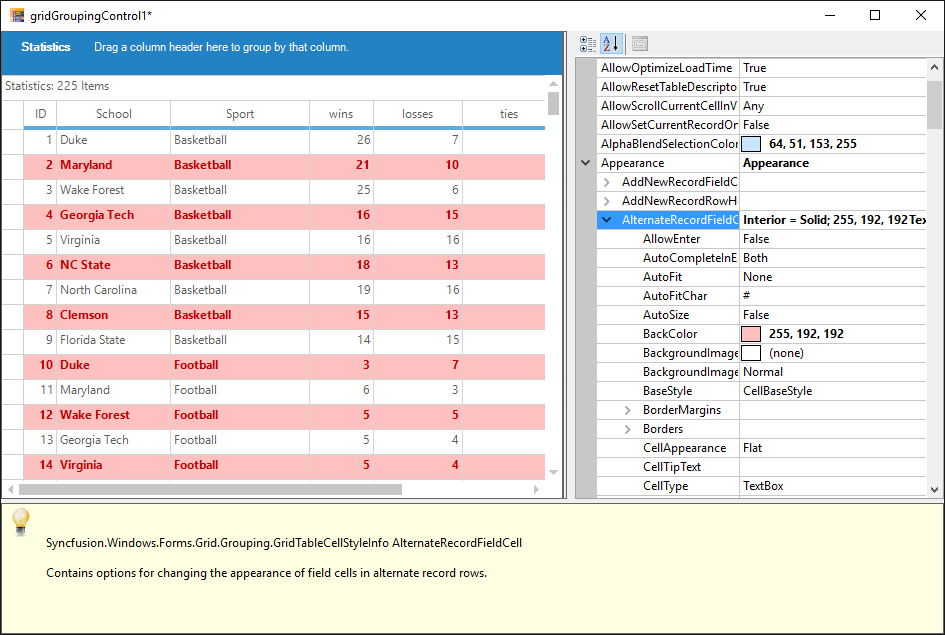 gridGroupingControl1*
Statistics Drag a column header here to group by that column.
Statistics: 225 Items
ID School Sport wins losses ties
1 Duke Basketball 26 7
2 Maryland Basketball 21 10
3 Wake Forest Basketball 25 6
4 Georgia Tech Basketball 16 15
5 Virginia Basketball 16 16
6 NC State Basketball 18 13
7 North Carolina Basketball 19 16
8 Clemson Basketball 15 13
9 Florida State Basketball 14 15
10 Duke Football 3 7
11 Maryland Football 6 3
12 Wake Forest Football 5 5
13 Georgia Tech Football 5 4
14 Virginia Football 5 4
A Z
AllowOptimizeLoadTime True
AllowResetTableDescripto True
AllowScrollCurrentCellInV Any
AllowSetCurrentRecordOr False
AlphaBlendSelectionColor 64, 51, 153, 255
Appearance Appearance
AddNewRecordFieldC
AddNewRecordRowH
AlternateRecordFieldC Interior = Solid; 255, 192, 192Tex
AllowEnter False
AutoCompleteInE Both
AutoFit None
AutoFitChar #
AutoSize False
BackColor 255, 192, 192
BackgroundImage (none)
BackgroundImage Normal
BaseStyle CellBaseStyle
BorderMargins
Borders
CellAppearance Flat
CellTipText
CellType TextBox
Syncfusion.Windows.Forms.Grid.Grouping.GridTableCellStyleInfo AlternateRecordFieldCell
Contains options for changing the appearance of field cells in alternate record rows.